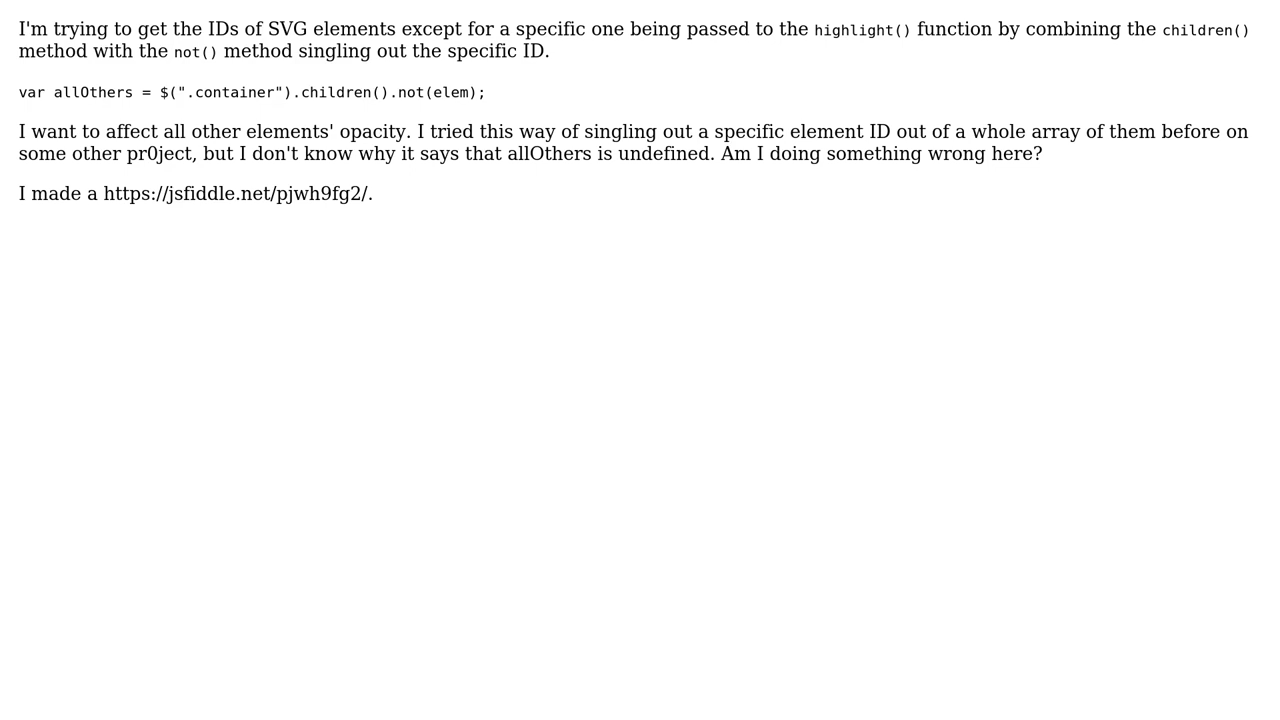 I'm trying to get the IDs of SVG elements except for a specific one being passed to the highlight() function by combining the children()
method with the not() method singling out the specific ID.
var allOthers = $(".container").children().not(elem);
I want to affect all other elements' opacity. I tried this way of singling out a specific element ID out of a whole array of them before on
some other pr0ject, but I don't know why it says that allOthers is undefined. Am I doing something wrong here?
I made a https://jsfiddle.net/pjwh9fg2/.